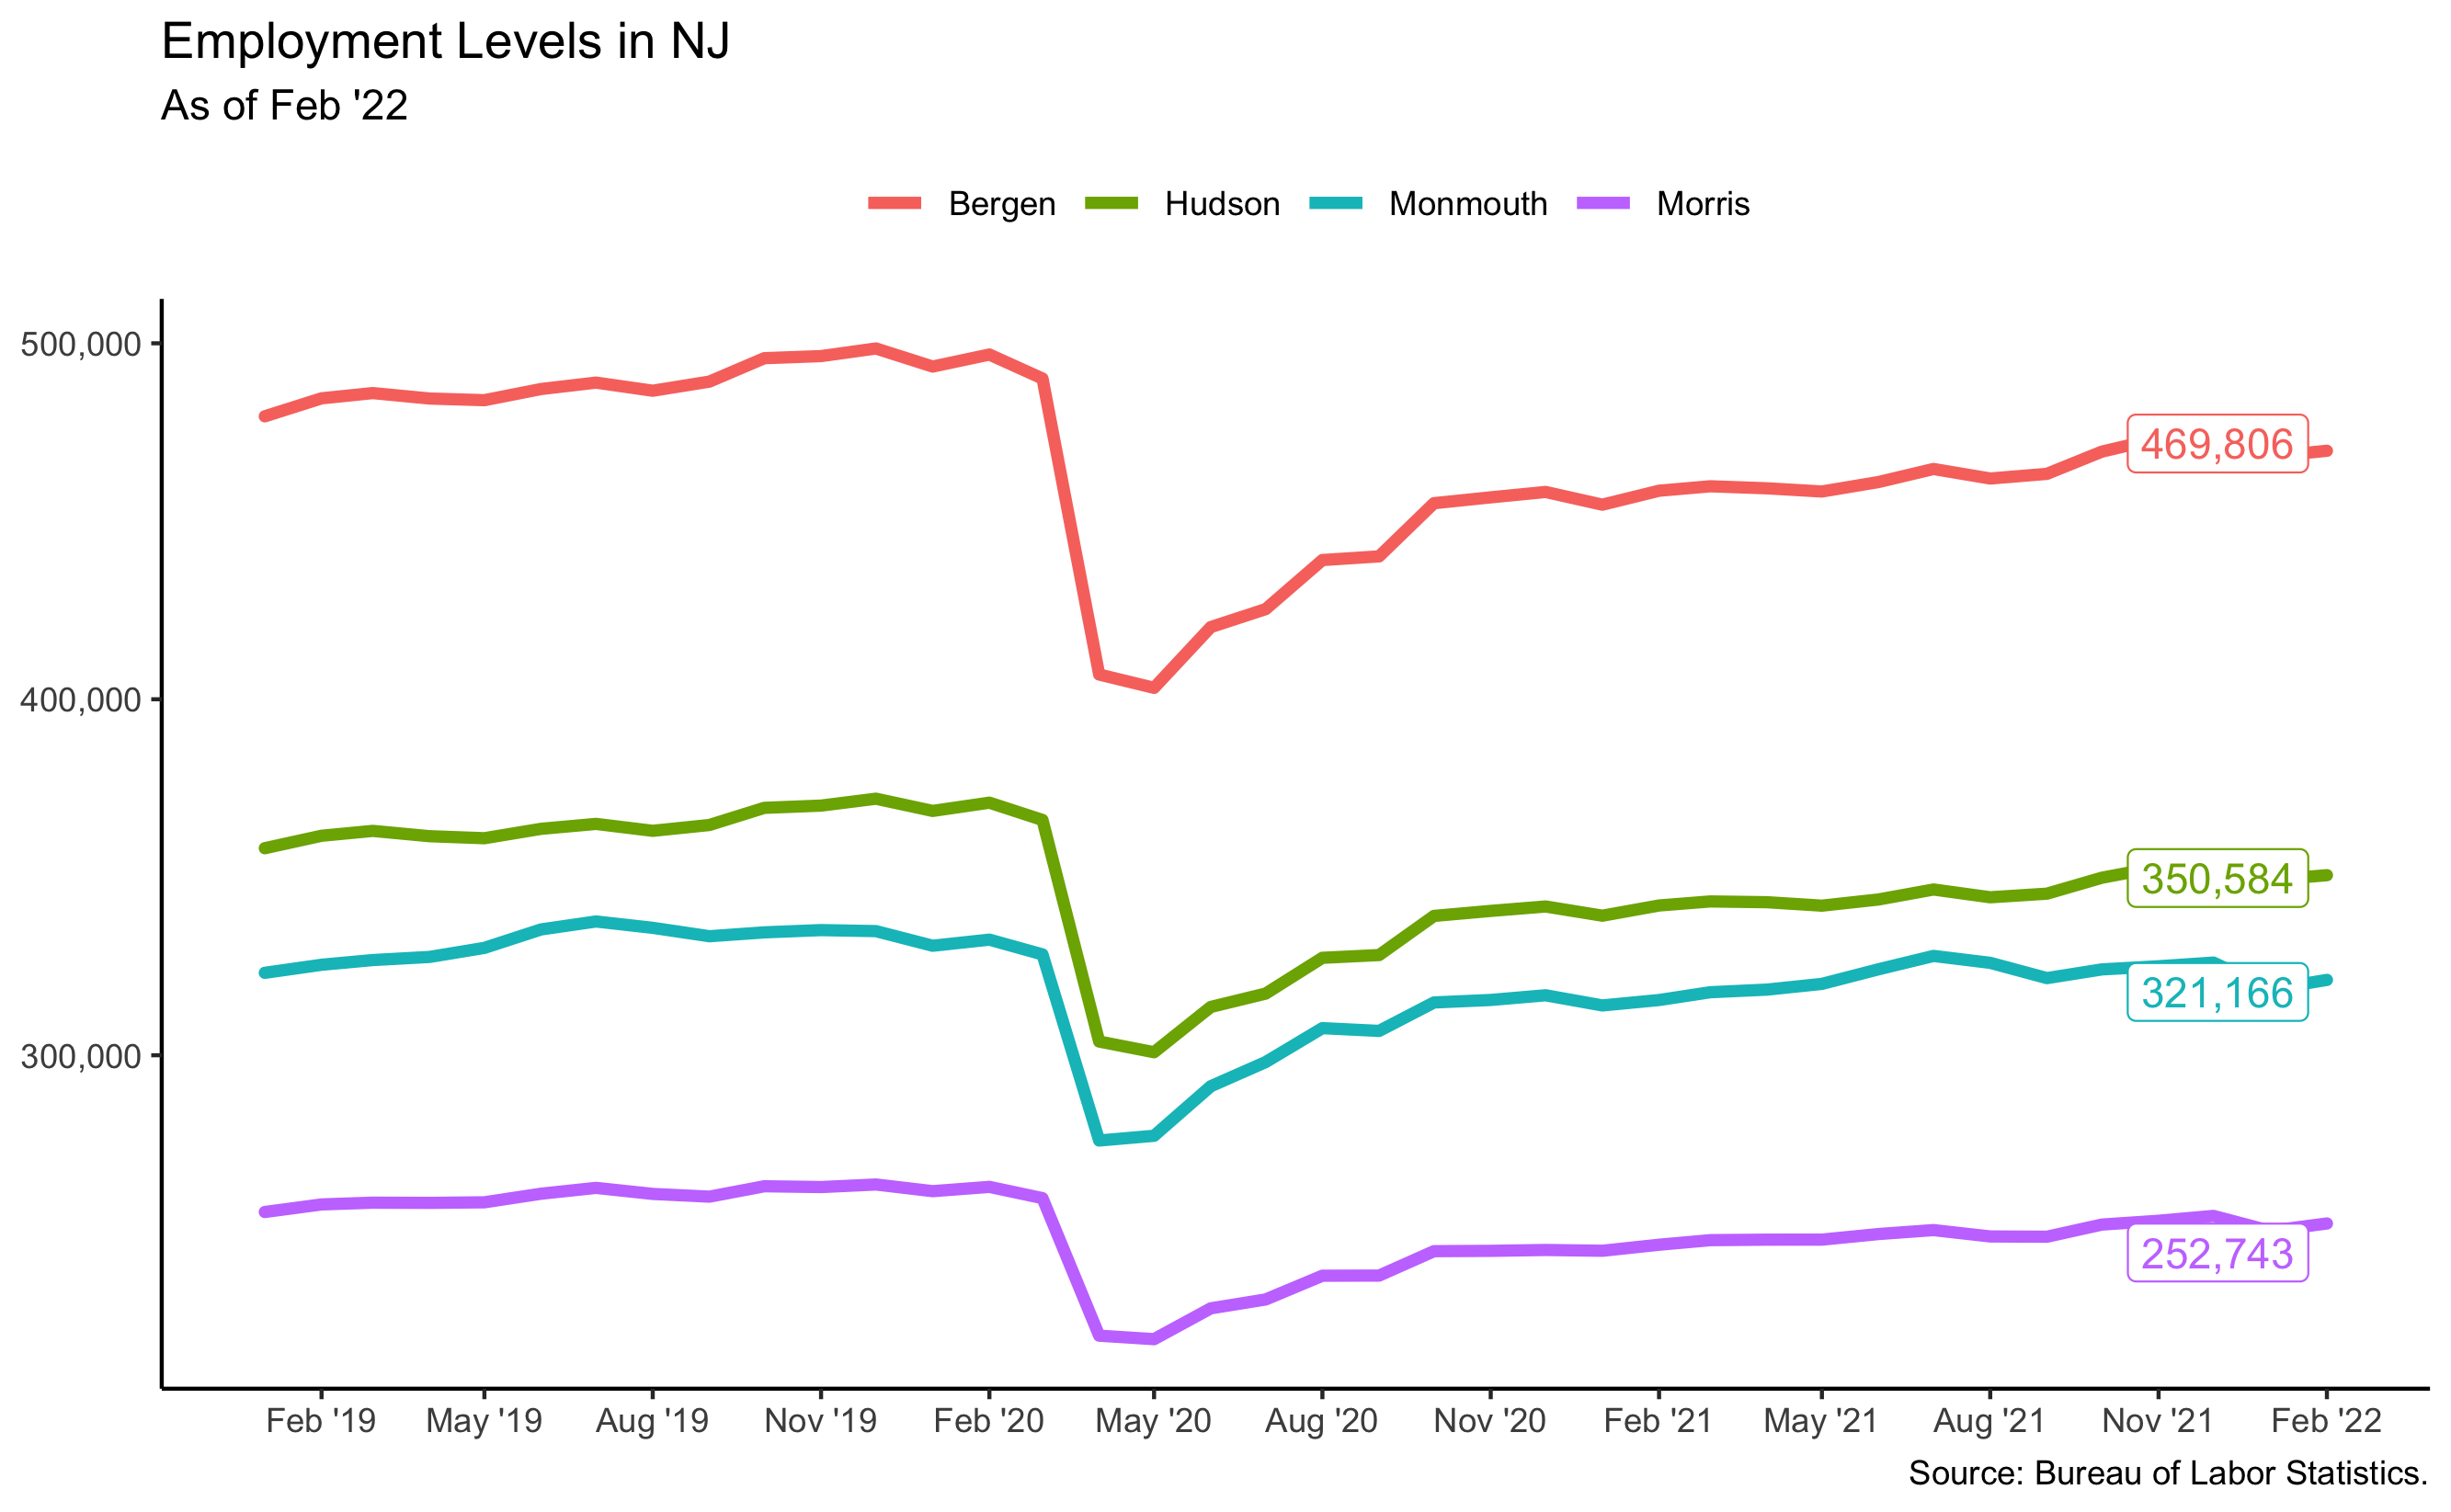 Employment Levels in NJ
As of Feb '22
Bergen Hudson Monmouth Morris
500,000
400,000
300,000
469,806
350,584
321,166
252,743
Feb '19 May '19 Aug '19 Nov '19 Feb '20 May '20 Aug '20 Nov '20 Feb '21 May '21 Aug '21 Nov '21 Feb '22
Source: Bureau of Labor Statistics.